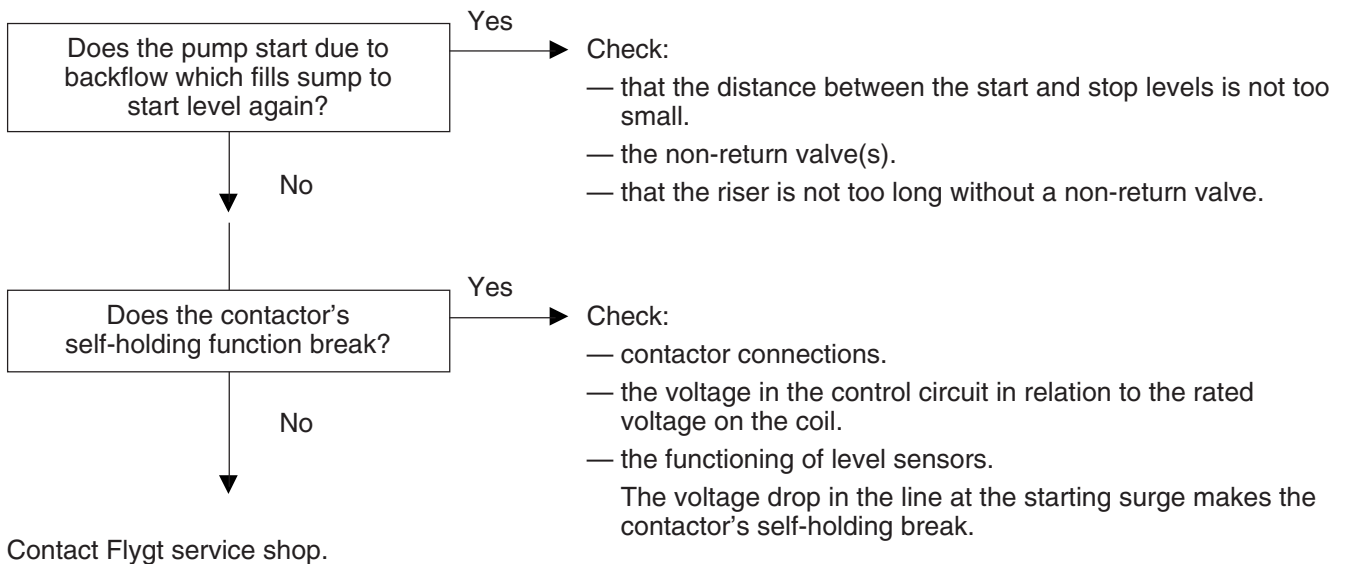 Yes
Does the pump start due to
backflow which fills sump to
start level again?
Check:
— that the distance between the start and stop levels is not too
small.
— the non-return valve(s).
— that the riser is not too long without a non-return valve.
No
Yes
Does the contactor's
self-holding function break?
Check:
— contactor connections.
— the voltage in the control circuit in relation to the rated
voltage on the coil.
— the functioning of level sensors.
The voltage drop in the line at the starting surge makes the
contactor's self-holding break.
No
Contact Flygt service shop.